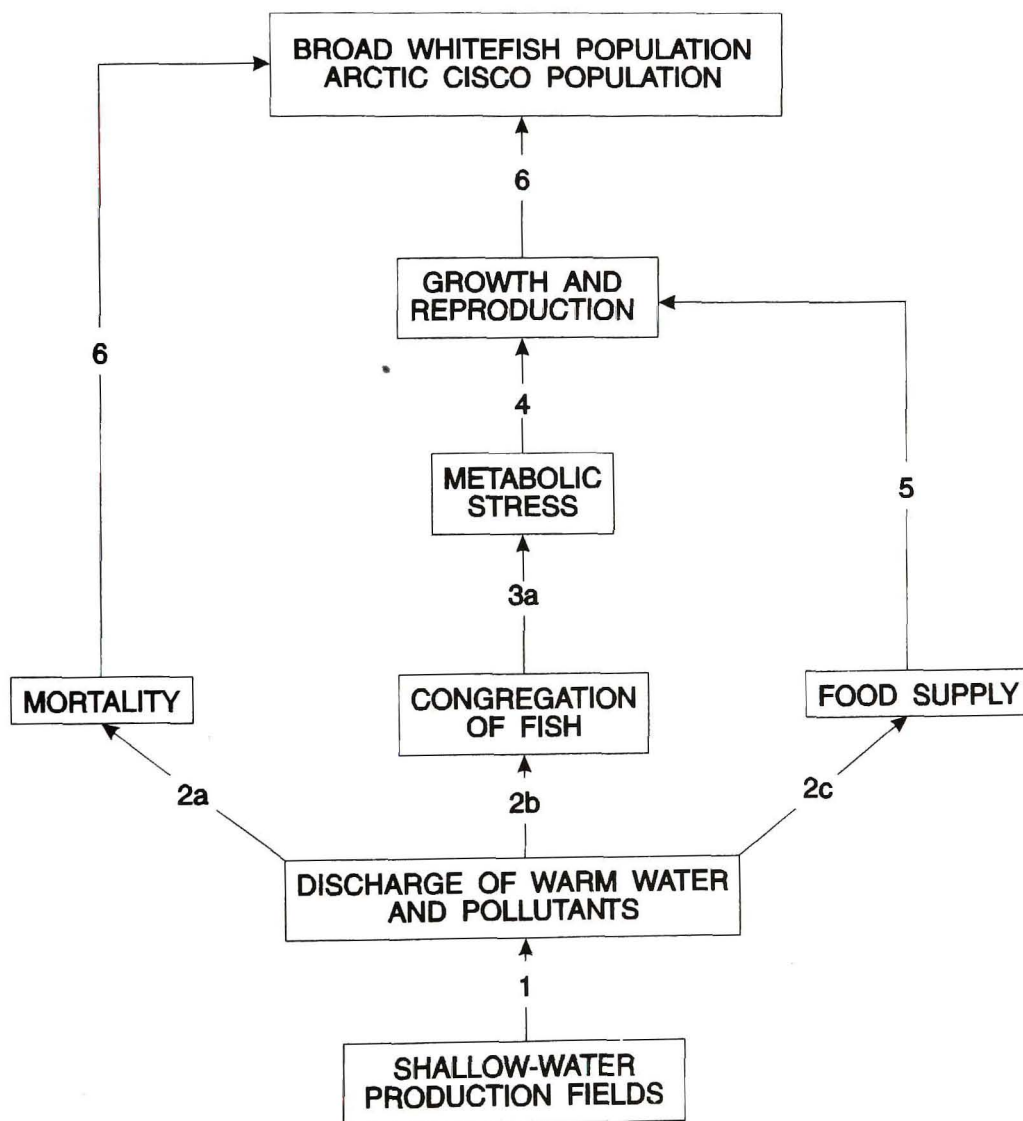 BROAD WHITEFISH POPULATION
ARCTIC CISCO POPULATION
6
GROWTH AND
REPRODUCTION
6
4
METABOLIC
STRESS
5
3a
MORTALITY
CONGREGATION
OF FISH
FOOD SUPPLY
2a
2b
2c
DISCHARGE OF WARM WATER
AND POLLUTANTS
1
SHALLOW-WATER
PRODUCTION FIELDS